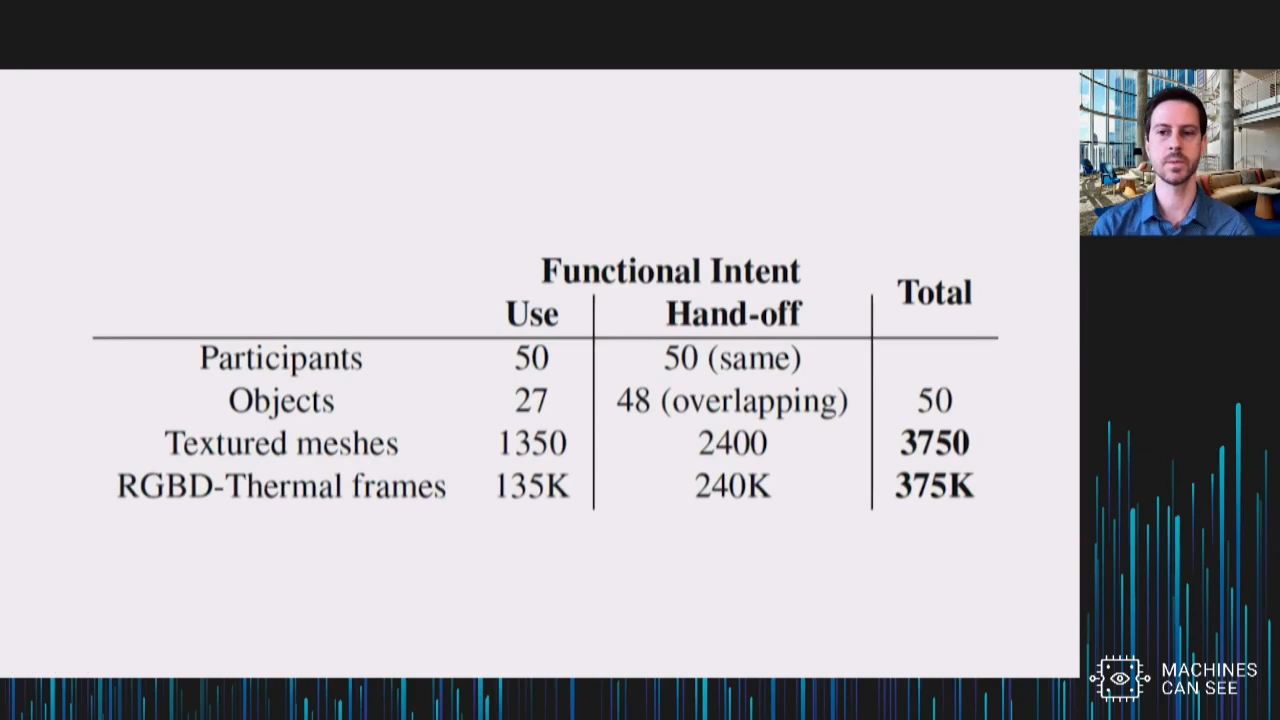 Functional Intent
Use Hand-off Total
Participants 50 50 (same)
Objects 27 48 (overlapping) 50
Textured meshes 1350 2400 3750
RGBD-Thermal frames 135K 240K 375K
MACHINES
CAN SEE